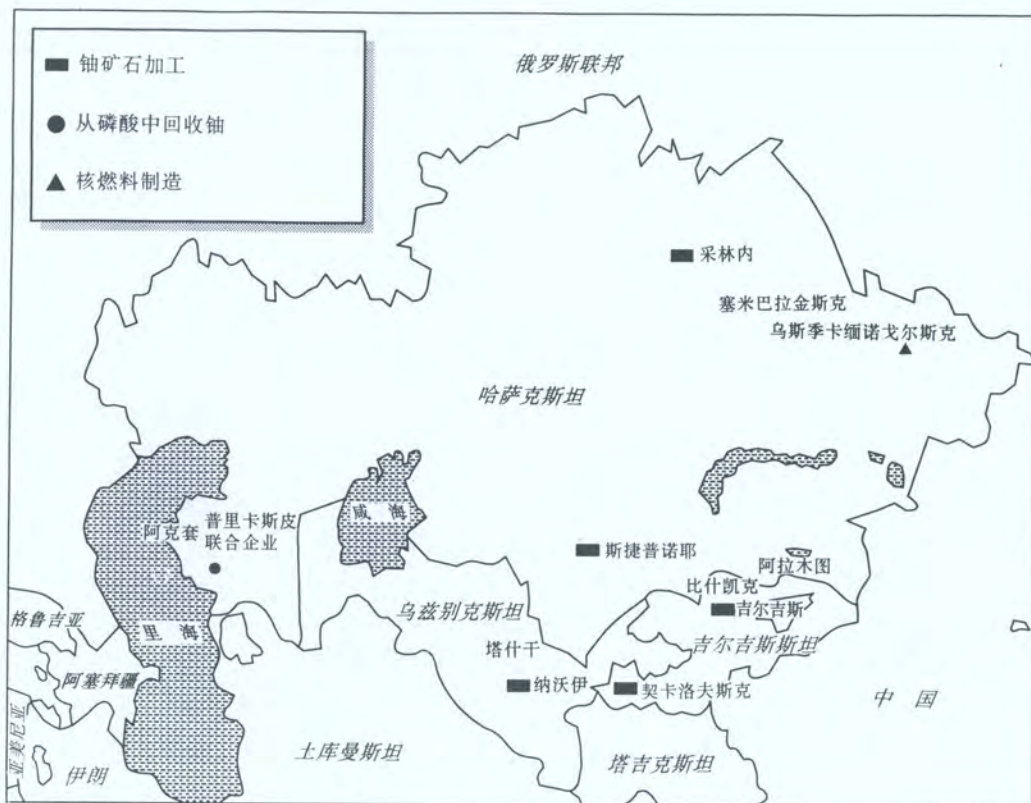 铀矿石加工
从磷酸中回收铀
核燃料制造
俄罗斯联邦
采林内
塞米巴拉金斯克
乌斯季卡缅诺戈尔斯克
哈萨克斯坦
咸海
阿克套
普里卡斯皮
联合企业
斯捷普诺耶
阿拉木图
比什凯克
吉尔吉斯
乌兹别克斯坦
格鲁吉亚
里海
塔什干
吉尔吉斯斯坦
阿塞拜疆
纳沃伊
契卡洛夫斯克
中国
亚美尼亚
伊朗
土库曼斯坦
塔吉克斯坦